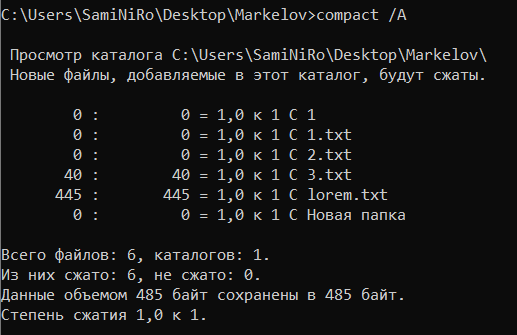 C:\Users\SamiNiRo\Desktop\Markelov>compact /A
Просмотр каталога C:\Users\SamiNiRo\Desktop\Markelov\
Новые файлы, добавляемые в этот каталог, будут сжаты.
0 : 0 = 1,0 к 1 C 1
0 : 0 = 1,0 к 1 C 1.txt
0 : 0 = 1,0 к 1 C 2.txt
40 : 40 = 1,0 к 1 C 3.txt
445 : 445 = 1,0 к 1 C lorem.txt
0 : 0 = 1,0 к 1 C Новая папка
Всего файлов: 6, каталогов: 1.
Из них сжато: 6, не сжато: 0.
Данные объемом 485 байт сохранены в 485 байт.
Степень сжатия 1,0 к 1.